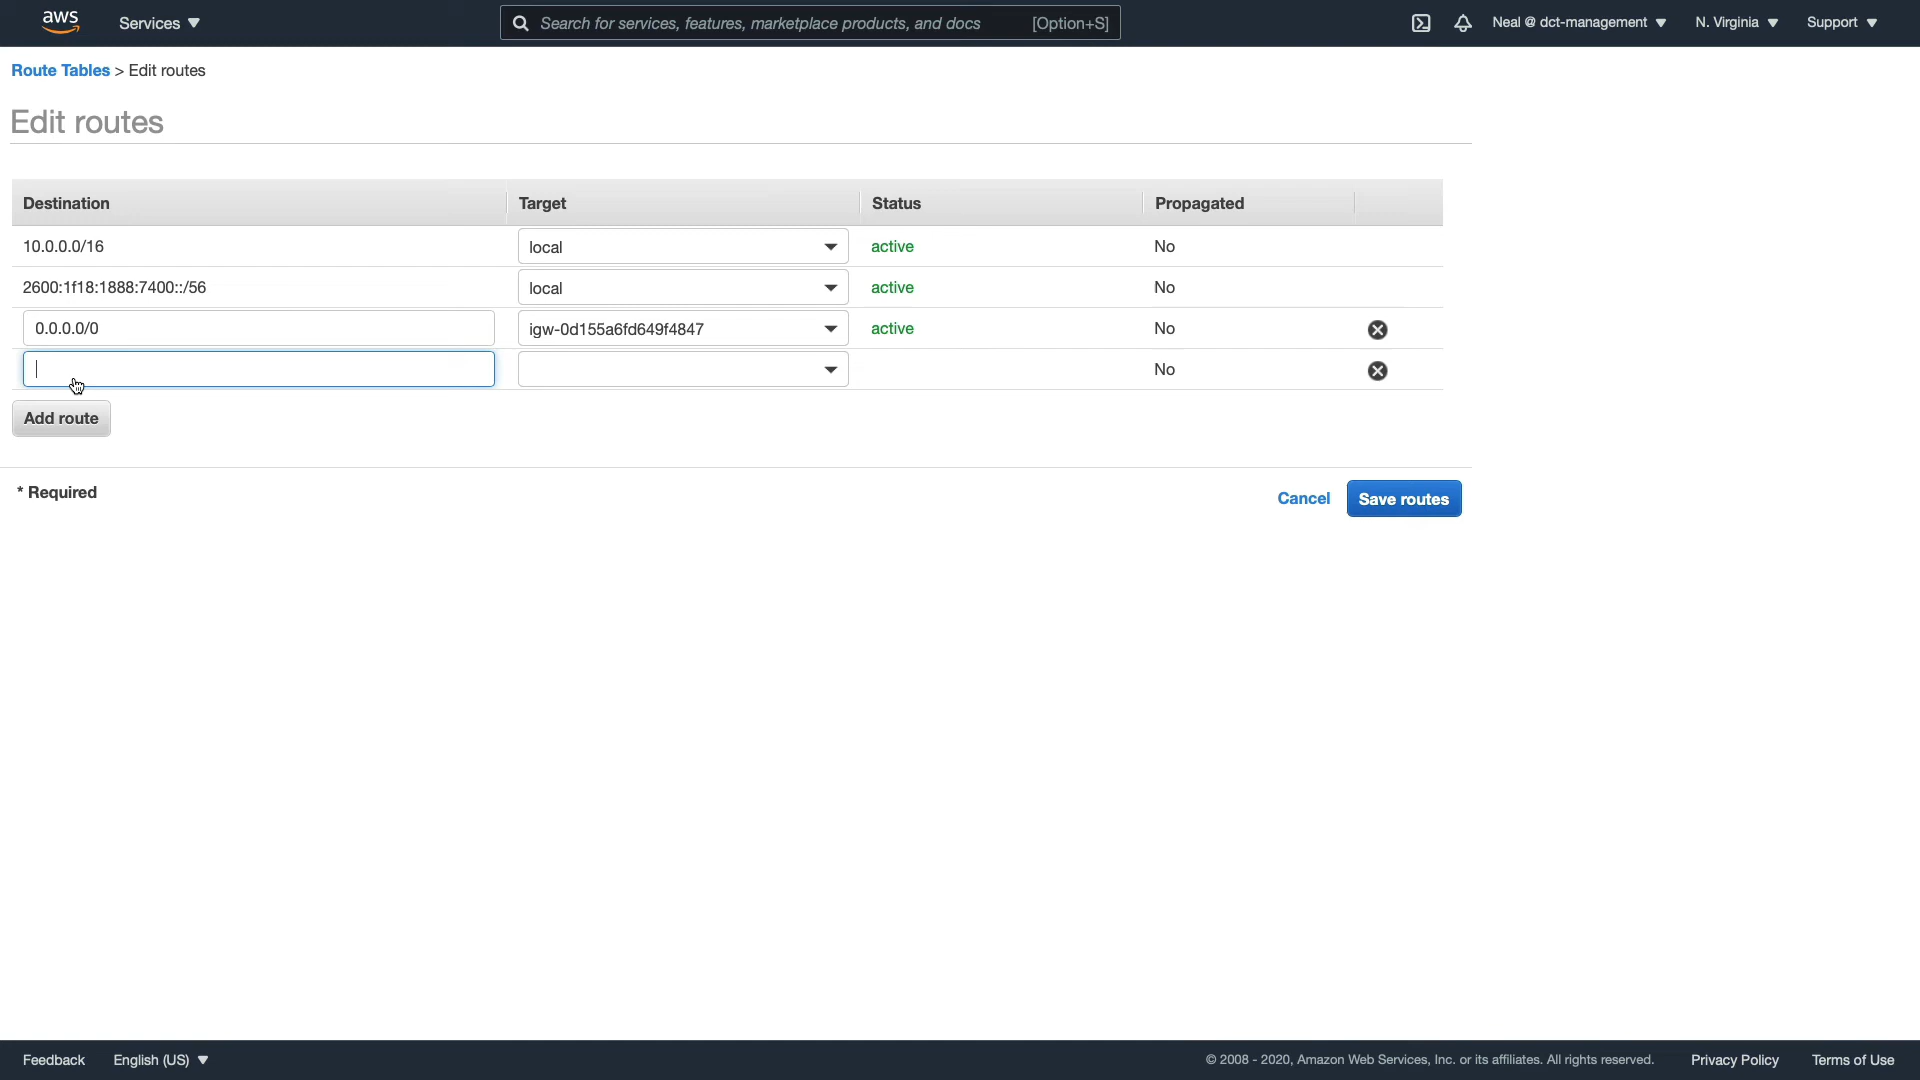 aws Services Search for services, features, marketplace products, and docs [Option+S] Neal @ dct-management N. Virginia Support
Route Tables > Edit routes
Edit routes
Destination Target Status Propagated
10.0.0.0/16 local active No
2600:1f18:1888:7400::/56 local active No
0.0.0.0/0 igw-0d155a6fd649f4847 active No
No
Add route
* Required Cancel Save routes
Feedback English (US) © 2008 - 2020, Amazon Web Services, Inc. or its affiliates. All rights reserved. Privacy Policy Terms of Use